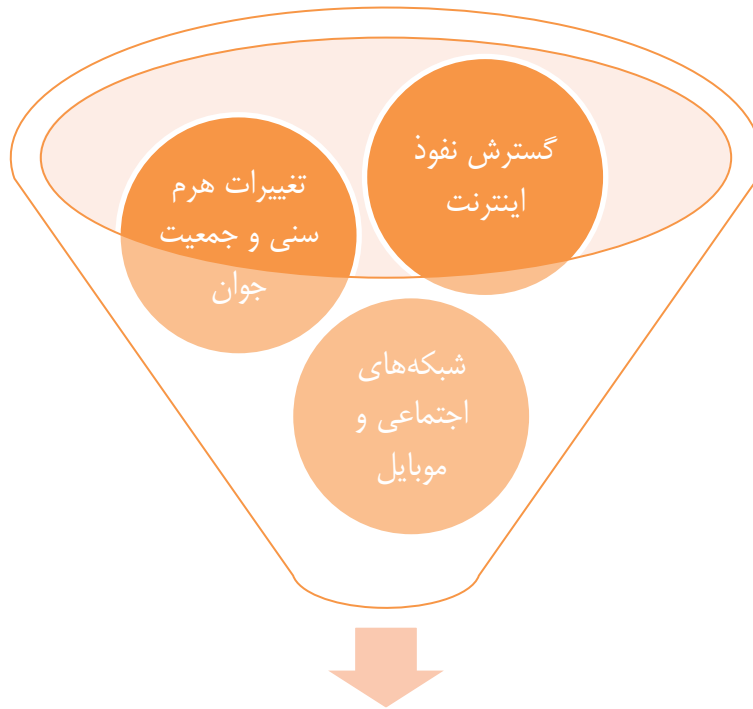 گسترش نفوذ
اینترنت
تغییرات هرم
سنی و جمعیت
جوان
شبکه‌های
اجتماعی و
موبایل